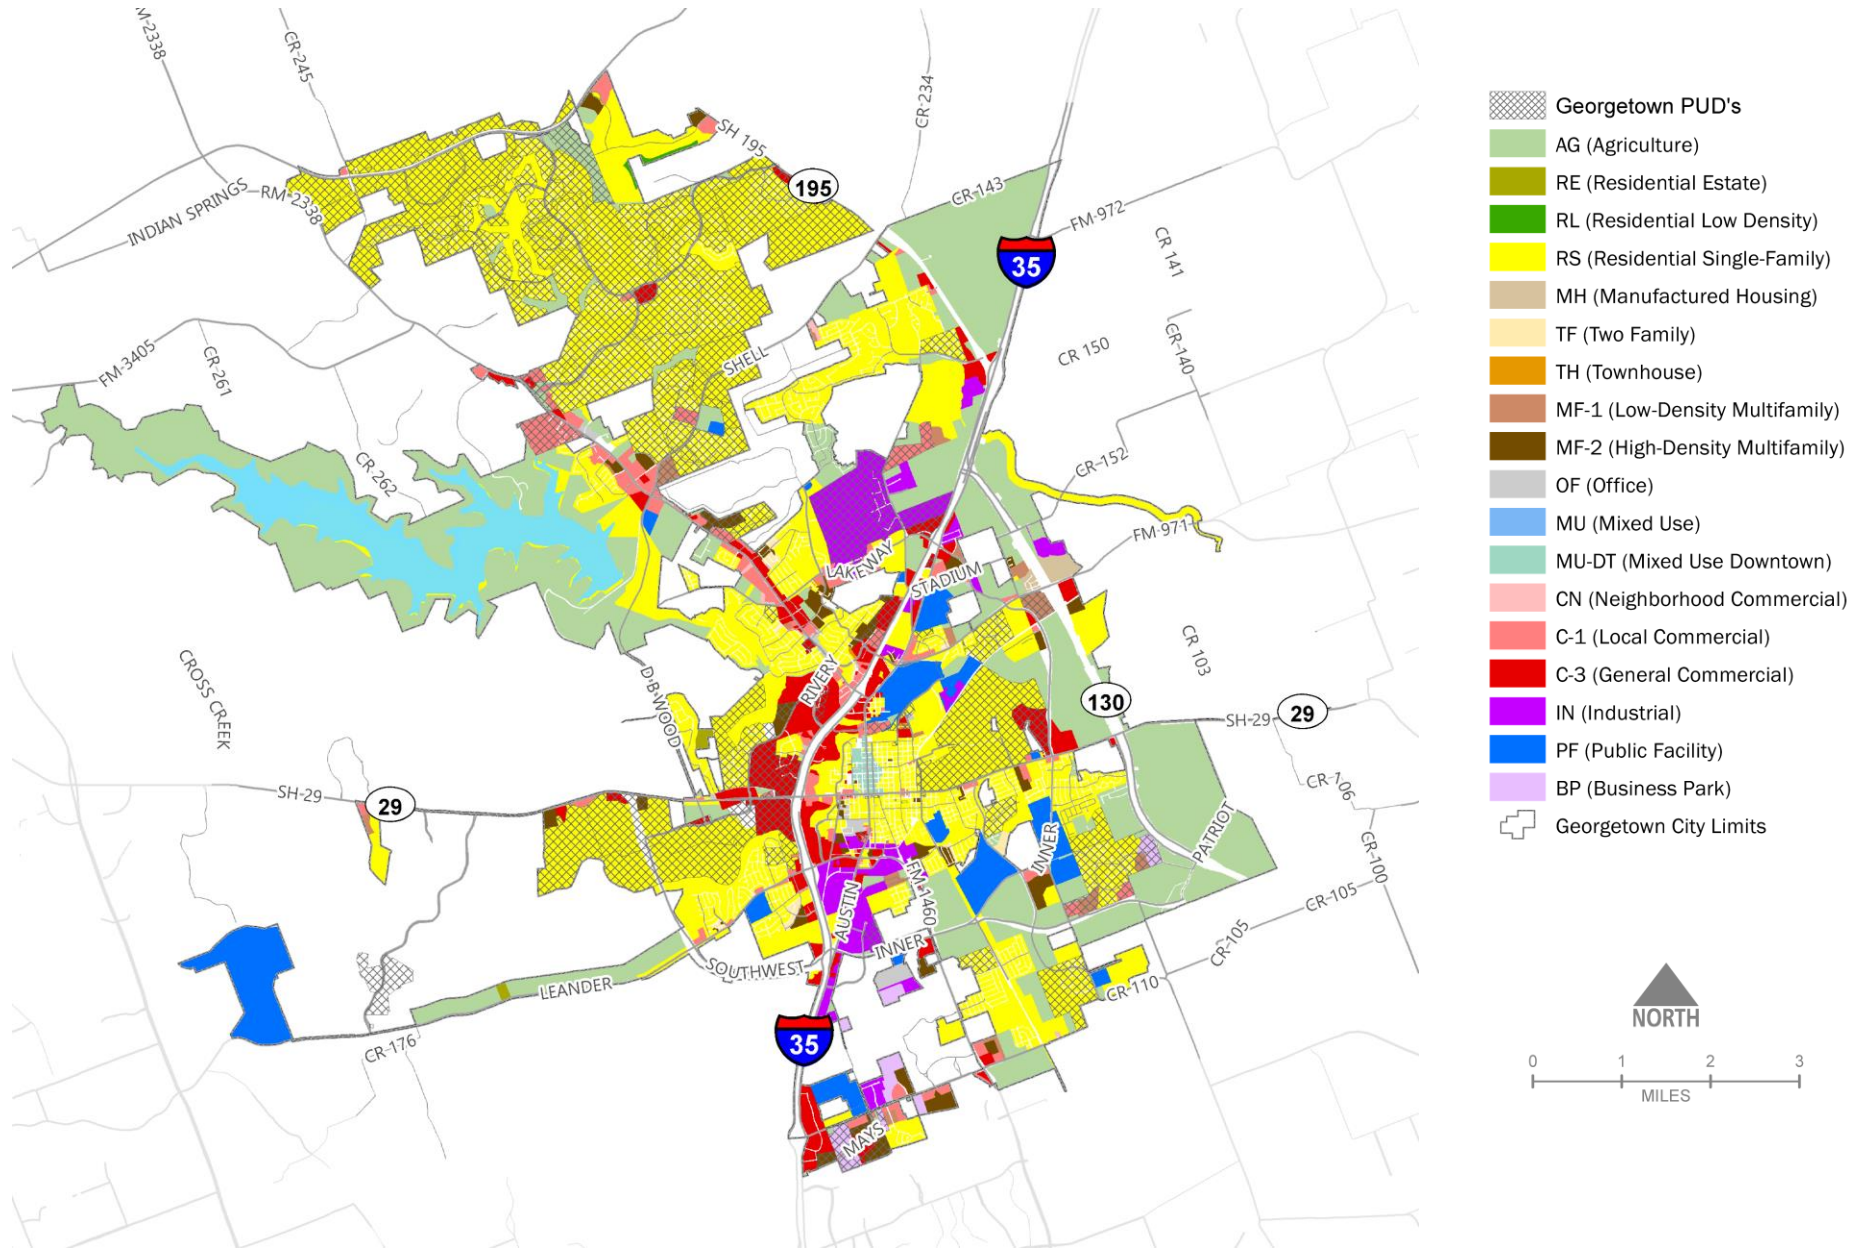 RM-2338
CR-245
CR-234
SH 195
195
CR-143
INDIAN SPRINGS
RM-2338
FM-972
35
CR 141
FM-3405
CR-261
SHELL
CR 150
CR-140
CR-262
CR-152
FM-971
LAKEWAY
STADIUM
CROSS CREEK
D B WOOD
RIVERY
CR 103
130
SH-29
29
SH-29
29
CR-106
INNER
PATRIOT
CR-100
AUSTIN
FM-1460
CR-105
INNER
CR-105
SOUTHWEST
LEANDER
CR-110
35
CR-176
MAYS
Georgetown PUD's
AG (Agriculture)
RE (Residential Estate)
RL (Residential Low Density)
RS (Residential Single-Family)
MH (Manufactured Housing)
TF (Two Family)
TH (Townhouse)
MF-1 (Low-Density Multifamily)
MF-2 (High-Density Multifamily)
OF (Office)
MU (Mixed Use)
MU-DT (Mixed Use Downtown)
CN (Neighborhood Commercial)
C-1 (Local Commercial)
C-3 (General Commercial)
IN (Industrial)
PF (Public Facility)
BP (Business Park)
Georgetown City Limits
NORTH
0 1 2 3
MILES